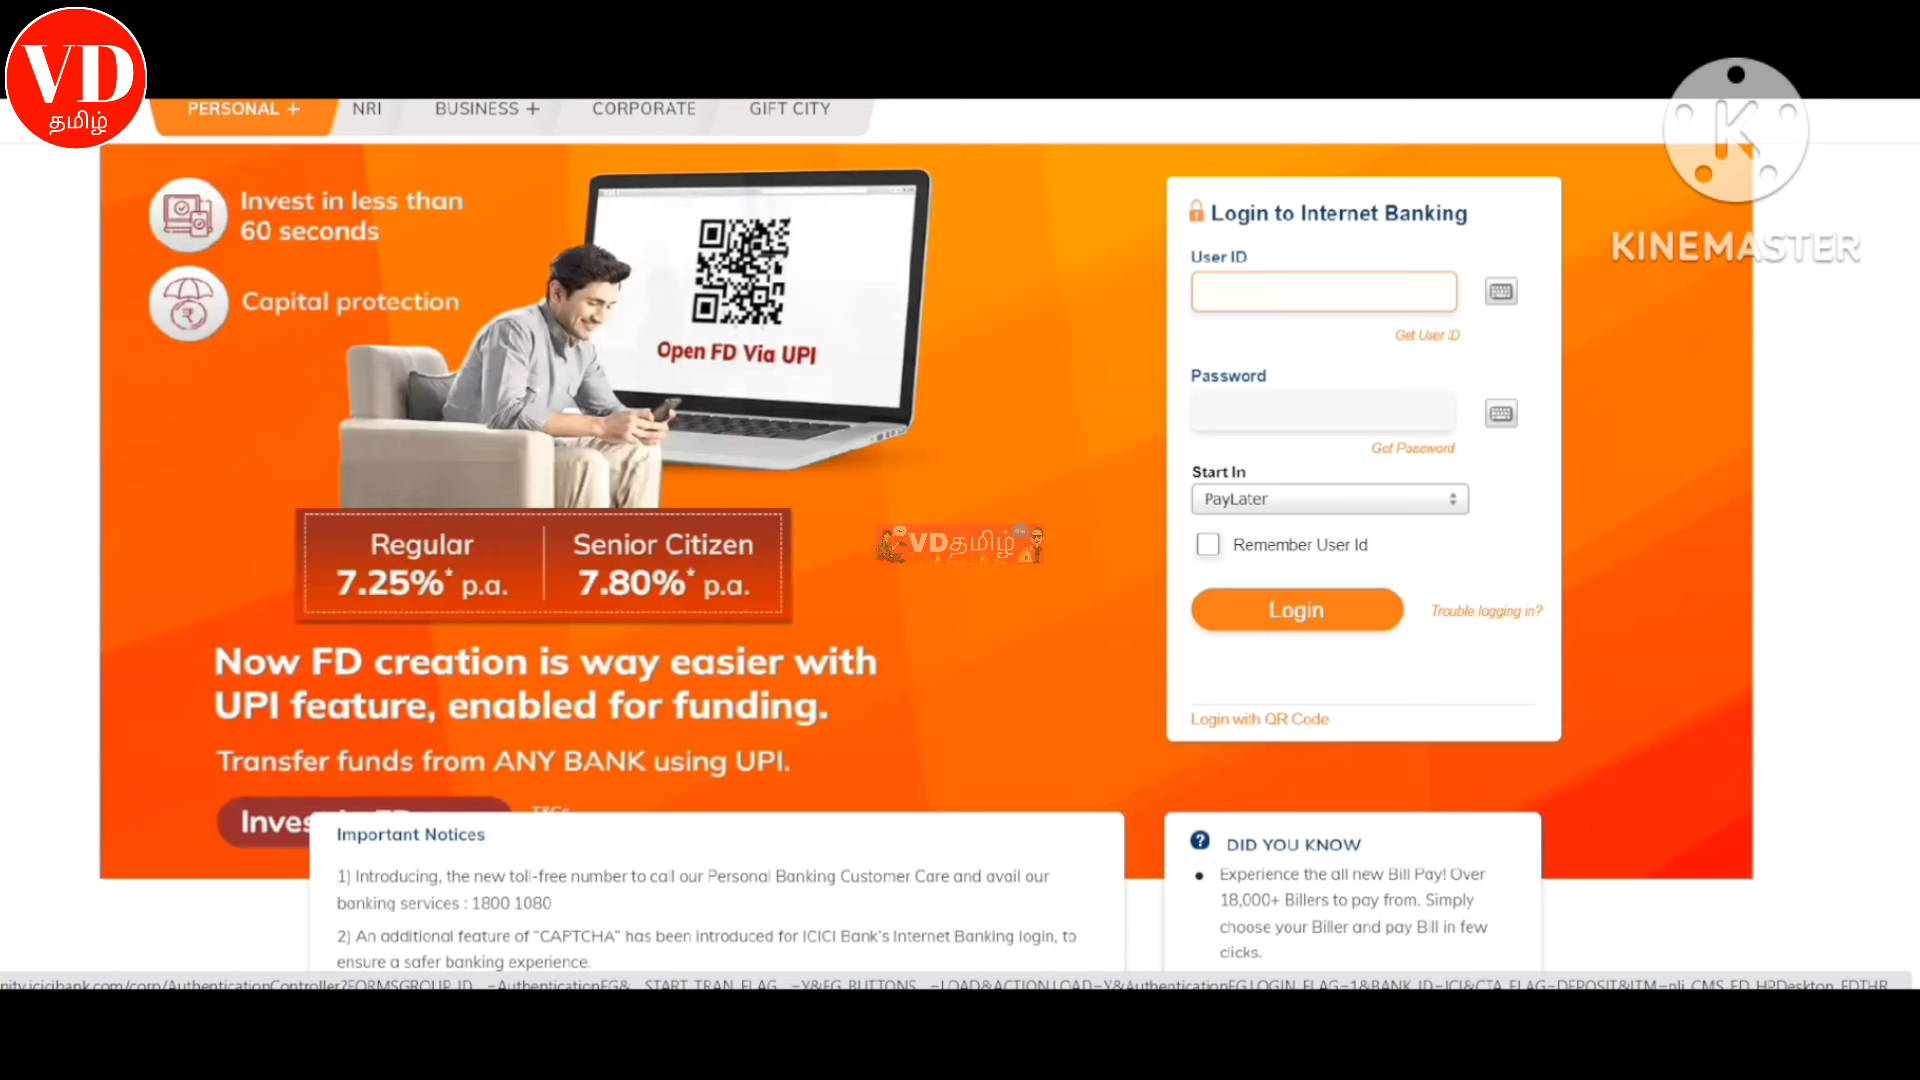 VD
தமிழ்
PERSONAL +
NRI
BUSINESS +
CORPORATE
GIFT CITY
K
KINEMASTER
Invest in less than
60 seconds
Capital protection
Open FD Via UPI
Regular
7.25%* p.a.
Senior Citizen
7.80%* p.a.
Now FD creation is way easier with
UPI feature, enabled for funding.
Transfer funds from ANY BANK using UPI.
T&Cs
VDதமிழ்
Login to Internet Banking
User ID
Get User ID
Password
Get Password
Start In
PayLater
Remember User Id
Login
Trouble logging in?
Login with QR Code
Important Notices
1) Introducing, the new toll-free number to call our Personal Banking Customer Care and avail our
banking services : 1800 1080
2) An additional feature of “CAPTCHA” has been introduced for ICICI Bank’s Internet Banking login, to
ensure a safer banking experience.
? DID YOU KNOW
• Experience the all new Bill Pay! Over
18,000+ Billers to pay from. Simply
choose your Biller and pay Bill in few
clicks.